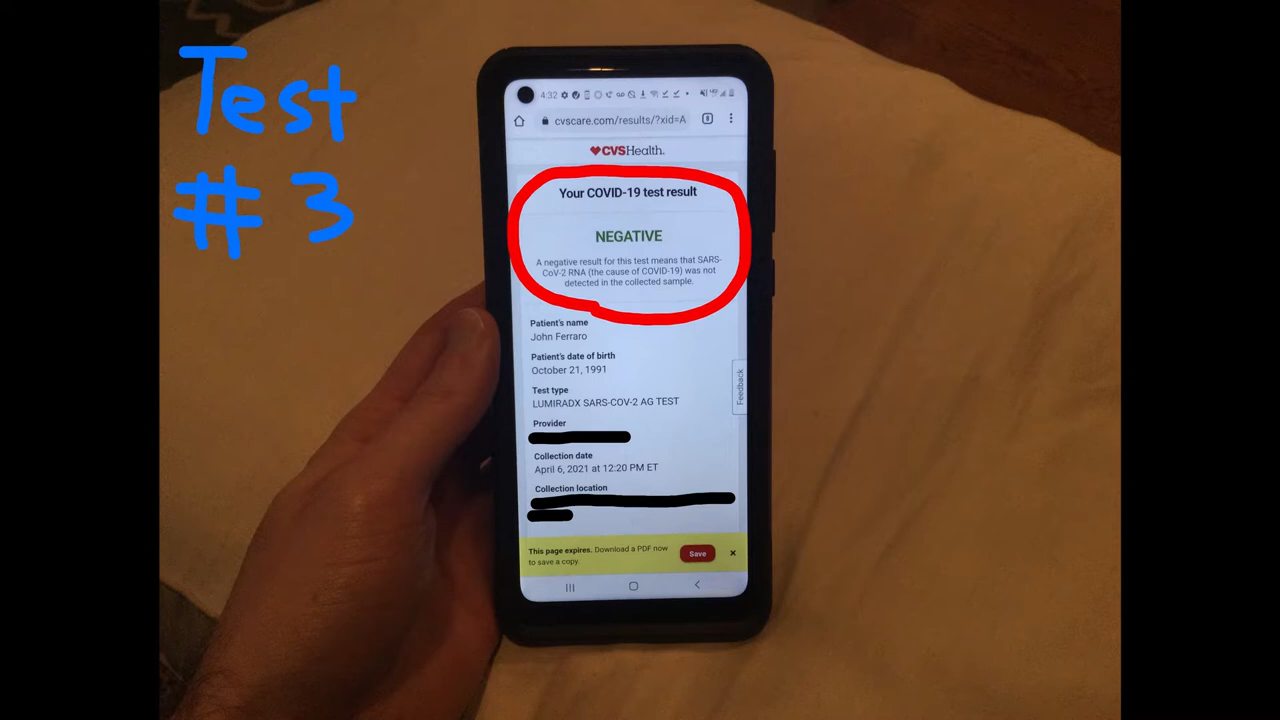 Test
# 3
4:32
cvscare.com/results/?xid=A
8
CVSHealth.
Your COVID-19 test result
NEGATIVE
A negative result for this test means that SARS-
CoV-2 RNA (the cause of COVID-19) was not
detected in the collected sample.
Patient's name
John Ferraro
Patient's date of birth
October 21, 1991
Test type
LUMIRADX SARS-COV-2 AG TEST
Provider
Collection date
April 6, 2021 at 12:20 PM ET
Collection location
Feedback
This page expires. Download a PDF now
to save a copy.
Save